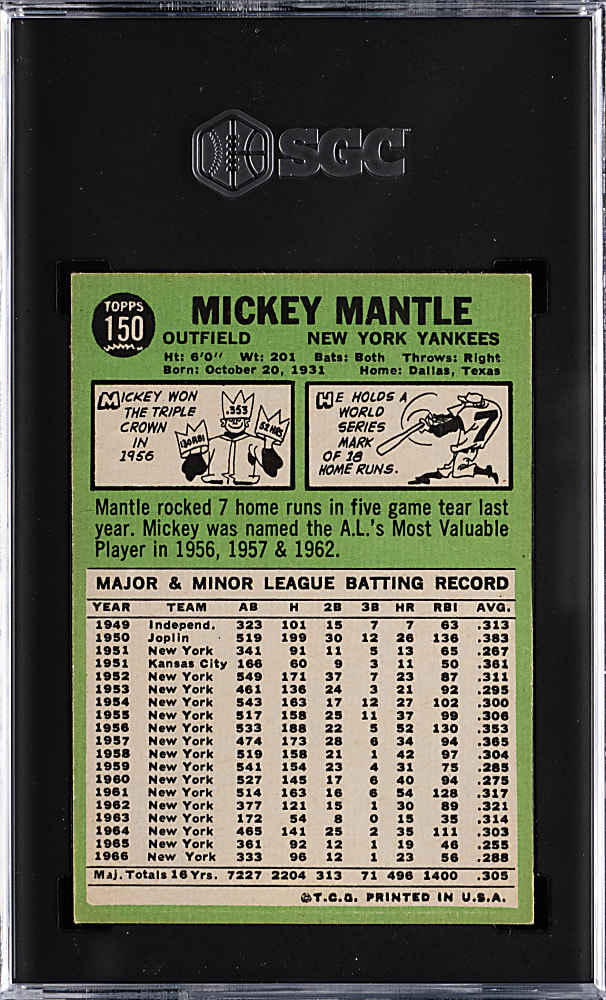 SGC
TOPPS
150
MICKEY MANTLE
OUTFIELD NEW YORK YANKEES
Ht: 6'0" Wt: 201 Bats: Both Throws: Right
Born: October 20, 1931 Home: Dallas, Texas
MICKEY WON
THE TRIPLE
CROWN
IN
1956
.353
130 RBI
52 HRS
HE HOLDS A
WORLD
SERIES
MARK
OF 18
HOME RUNS.
7
Mantle rocked 7 home runs in five game tear last
year. Mickey was named the A.L.'s Most Valuable
Player in 1956, 1957 & 1962.
MAJOR & MINOR LEAGUE BATTING RECORD
YEAR TEAM AB H 2B 3B HR RBI AVG.
1949 Independ. 323 101 15 7 7 63 .313
1950 Joplin 519 199 30 12 26 136 .383
1951 New York 341 91 11 5 13 65 .267
1951 Kansas City 166 60 9 3 11 50 .361
1952 New York 549 171 37 7 23 87 .311
1953 New York 461 136 24 3 21 92 .295
1954 New York 543 163 17 12 27 102 .300
1955 New York 517 158 25 11 37 99 .306
1956 New York 533 188 22 5 52 130 .353
1957 New York 474 173 28 6 34 94 .365
1958 New York 519 158 21 1 42 97 .304
1959 New York 541 154 23 4 31 75 .285
1960 New York 527 145 17 6 40 94 .275
1961 New York 514 163 16 6 54 128 .317
1962 New York 377 121 15 1 30 89 .321
1963 New York 172 54 8 0 15 35 .314
1964 New York 465 141 25 2 35 111 .303
1965 New York 361 92 12 1 19 46 .255
1966 New York 333 96 12 1 23 56 .288
Maj. Totals 16 Yrs. 7227 2204 313 71 496 1400 .305
©T.C.G. PRINTED IN U.S.A.